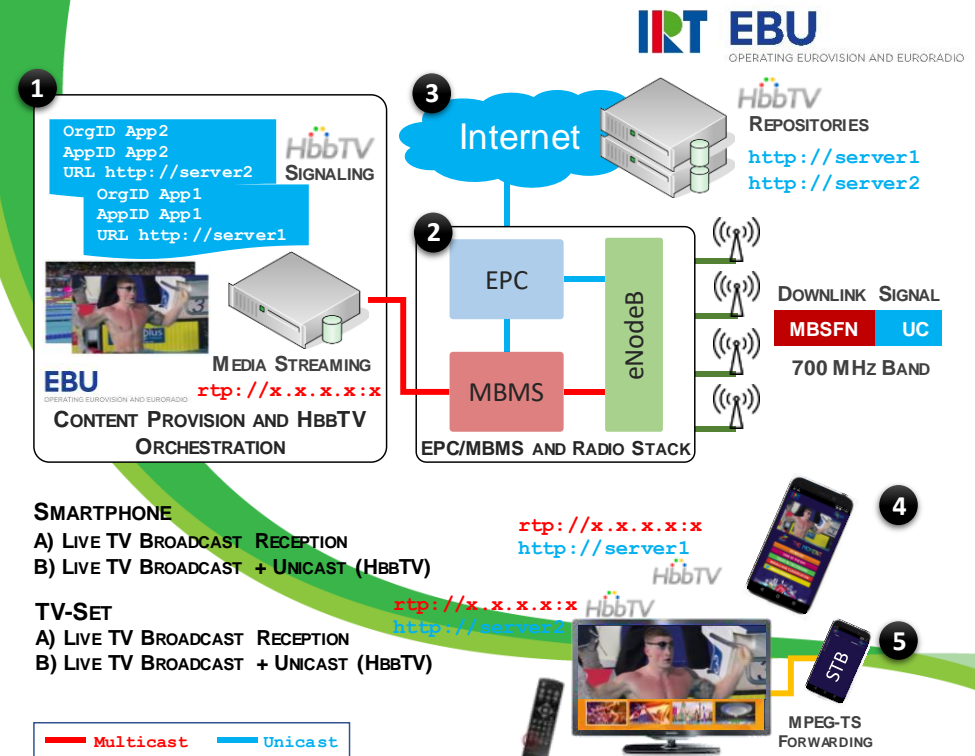 IRT EBU
OPERATING EUROVISION AND EURORADIO
1
OrgID App2
AppID App2
URL http://server2
OrgID App1
AppID App1
URL http://server1
HbbTV
SIGNALING
MEDIA STREAMING
rtp://x.x.x.x:x
EBU
OPERATING EUROVISION AND EURORADIO
CONTENT PROVISION AND HBBTV
ORCHESTRATION
3
Internet
HbbTV
REPOSITORIES
http://server1
http://server2
2
EPC
MBMS
eNodeB
EPC/MBMS AND RADIO STACK
DOWNLINK SIGNAL
MBSFN UC
700 MHZ BAND
SMARTPHONE
A) LIVE TV BROADCAST RECEPTION
B) LIVE TV BROADCAST + UNICAST (HBBTV)
TV-SET
A) LIVE TV BROADCAST RECEPTION
B) LIVE TV BROADCAST + UNICAST (HBBTV)
rtp://x.x.x.x:x
http://server1
HbbTV
4
rtp://x.x.x.x:x
http://server2
HbbTV
5
STB
MPEG-TS
FORWARDING
Multicast Unicast